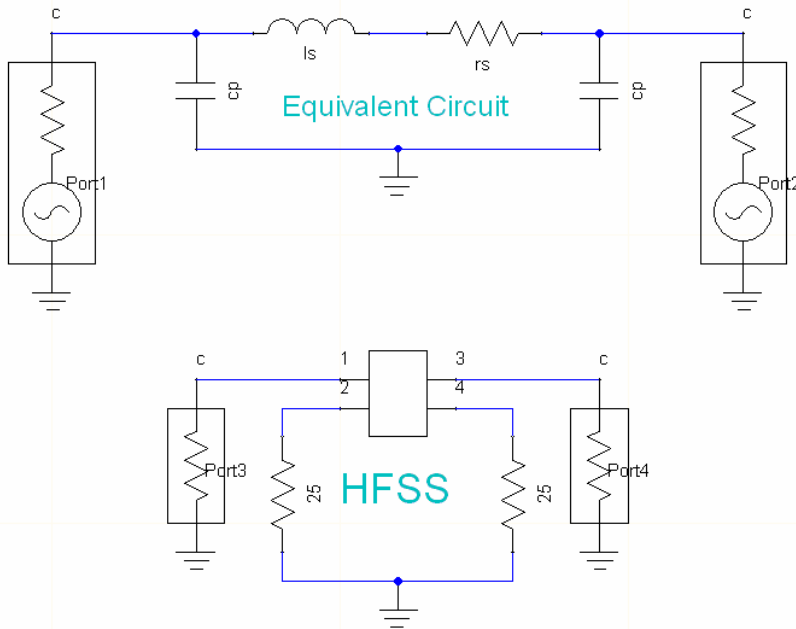 c
c
ls
rs
cp
cp
Equivalent Circuit
Port1
Port2
c
1
3
c
2
4
Port3
25
HFSS
25
Port4